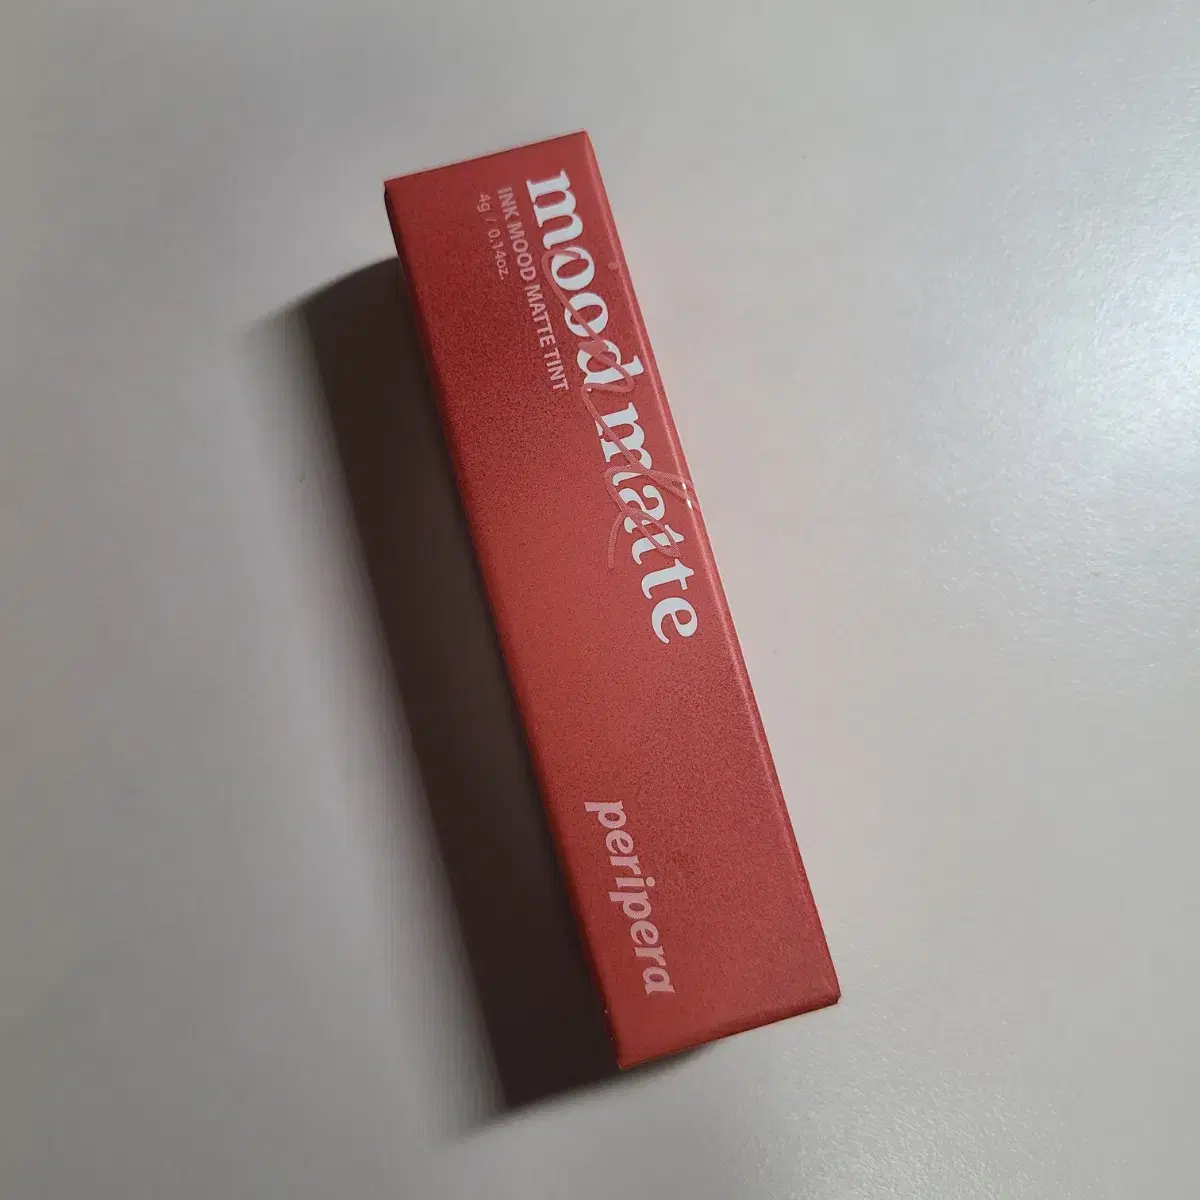 mood matte
INK MOOD MATTE TINT
4g / 0.14oz.
peripera